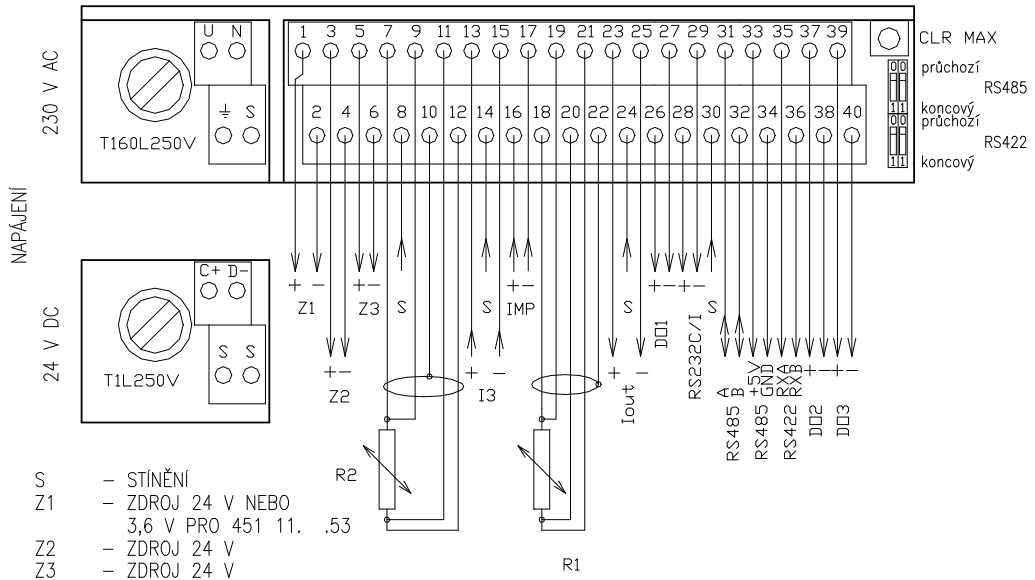 230 V AC
U N
⏚ S
T160L250V
1 3 5 7 9 11 13 15 17 19 21 23 25 27 29 31 33 35 37 39
2 4 6 8 10 12 14 16 18 20 22 24 26 28 30 32 34 36 38 40
CLR MAX
00
průchozí
RS485
11
koncový
00
průchozí
RS422
11
koncový
NAPÁJENÍ
24 V DC
C+ D-
S S
T1L250V
+ −
Z1
+−
Z2
+−
Z3
S
+ −
S
I3
+−
IMP
+ −
S
Iout
+−
DO1
+−
RS232C/I
S
A
B
RS485
+5V
GND
RS485
RXA
RXB
RS422
+−
DO2
+−
DO3
R2
R1
S – STÍNĚNÍ
Z1 – ZDROJ 24 V NEBO
3,6 V PRO 451 11. .53
Z2 – ZDROJ 24 V
Z3 – ZDROJ 24 V